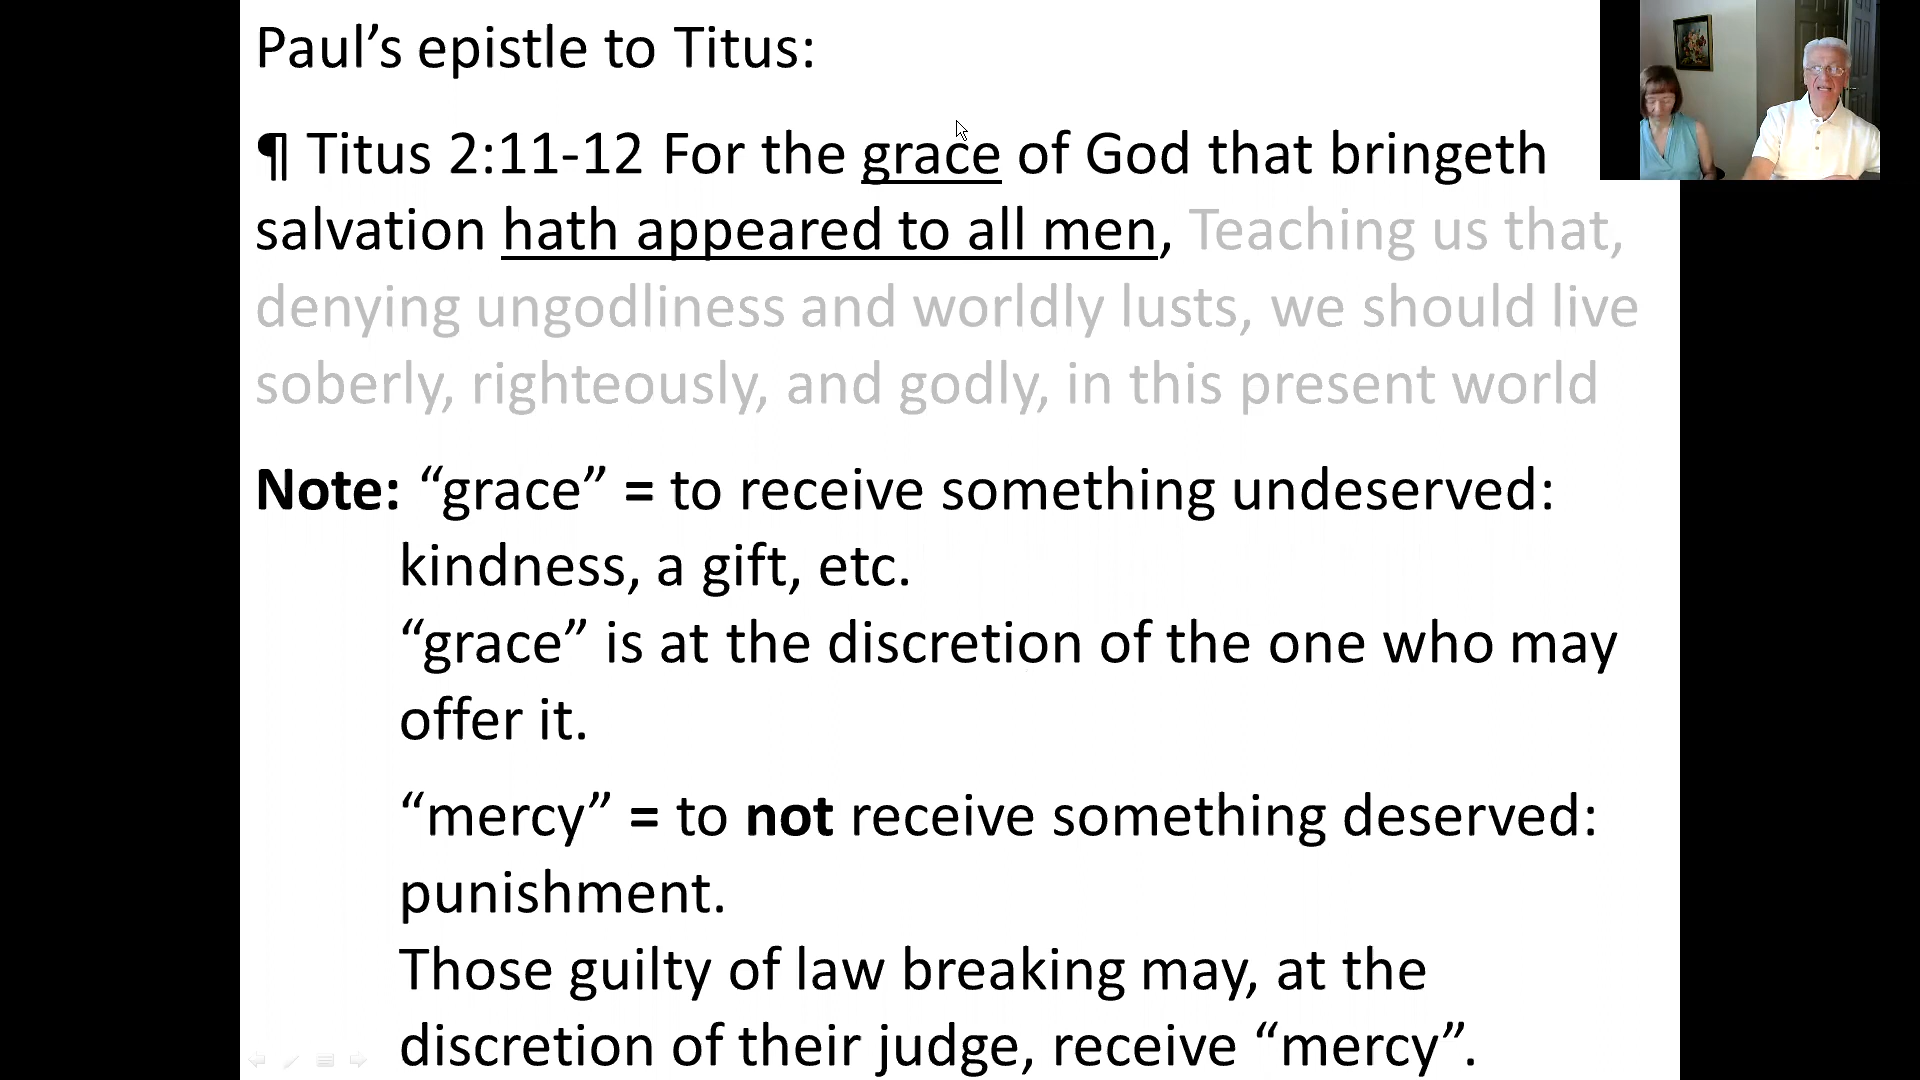 Paul’s epistle to Titus:
¶ Titus 2:11-12 For the grace of God that bringeth
salvation hath appeared to all men, Teaching us that,
denying ungodliness and worldly lusts, we should live
soberly, righteously, and godly, in this present world
Note: “grace” = to receive something undeserved:
kindness, a gift, etc.
“grace” is at the discretion of the one who may
offer it.
“mercy” = to not receive something deserved:
punishment.
Those guilty of law breaking may, at the
discretion of their judge, receive “mercy”.